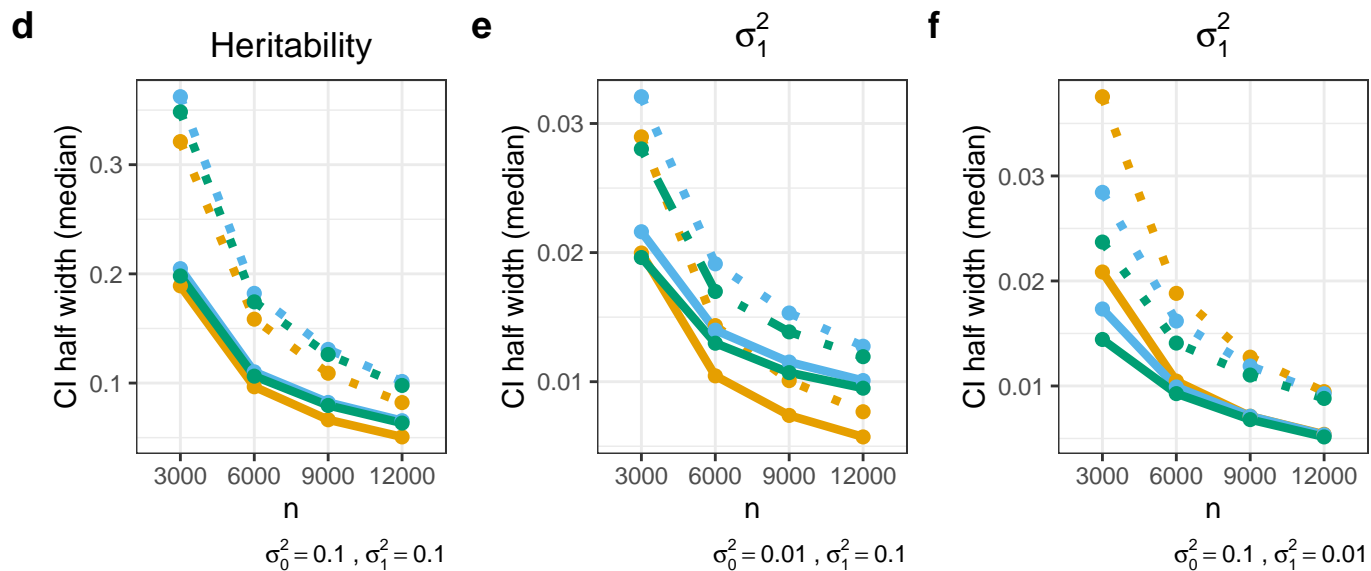 d
Heritability
CI half width (median)
0.3
0.2
0.1
3000 6000 9000 12000
n
σ₀² = 0.1 , σ₁² = 0.1
e
σ₁²
CI half width (median)
0.03
0.02
0.01
3000 6000 9000 12000
n
σ₀² = 0.01 , σ₁² = 0.1
f
σ₁²
CI half width (median)
0.03
0.02
0.01
3000 6000 9000 12000
n
σ₀² = 0.1 , σ₁² = 0.01